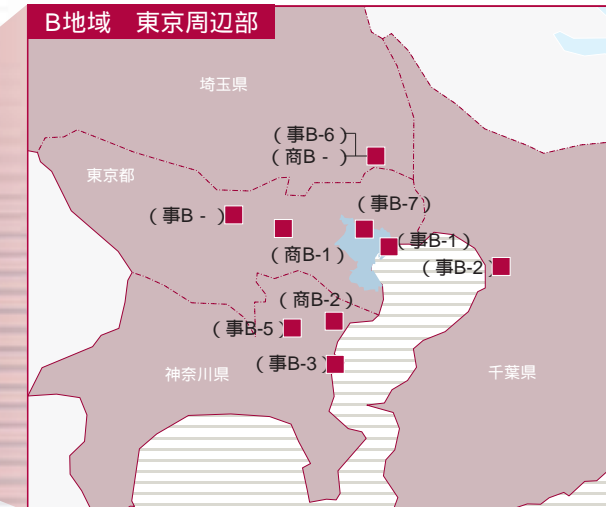 B地域 東京周辺部
埼玉県
（事B-6）
（商B - ）
東京都
（事B-7）
（事B - ）
（事B-1）
（商B-1）
（事B-2）
（商B-2）
（事B-5）
（事B-3）
神奈川県
千葉県